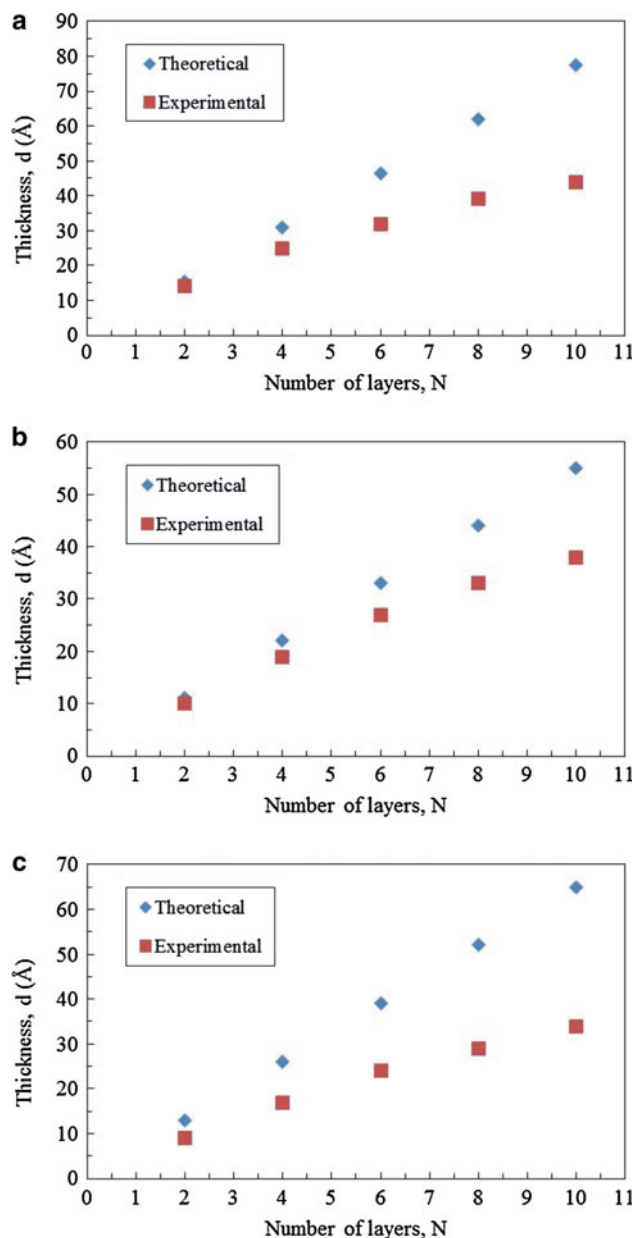 a
90
80
70
60
50
40
30
20
10
0
Thickness, d (Å)
Theoretical
Experimental
0 1 2 3 4 5 6 7 8 9 10 11
Number of layers, N
b
60
50
40
30
20
10
0
Thickness, d (Å)
Theoretical
Experimental
0 1 2 3 4 5 6 7 8 9 10 11
Number of layers, N
c
70
60
50
40
30
20
10
0
Thickness, d (Å)
Theoretical
Experimental
0 1 2 3 4 5 6 7 8 9 10 11
Number of layers, N